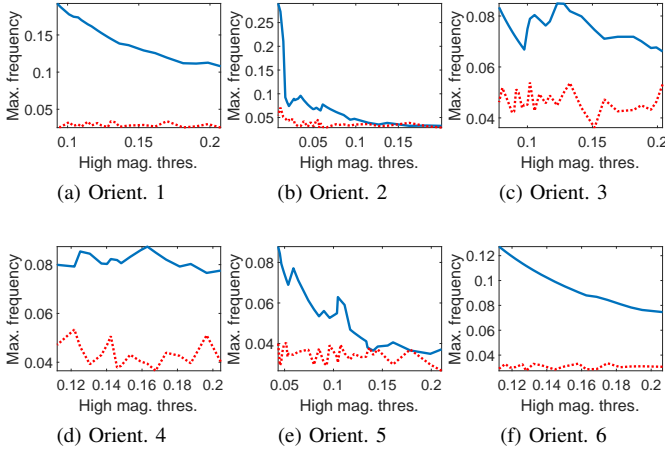 Max. frequency
0.15
0.1
0.05
0.1
0.15
0.2
High mag. thres.
(a) Orient. 1
Max. frequency
0.25
0.2
0.15
0.1
0.05
0.05
0.1
0.15
High mag. thres.
(b) Orient. 2
Max. frequency
0.08
0.06
0.04
0.1
0.15
0.2
High mag. thres.
(c) Orient. 3
Max. frequency
0.08
0.06
0.04
0.12
0.14
0.16
0.18
0.2
High mag. thres.
(d) Orient. 4
Max. frequency
0.08
0.06
0.04
0.05
0.1
0.15
0.2
High mag. thres.
(e) Orient. 5
Max. frequency
0.12
0.1
0.08
0.06
0.04
0.12
0.14
0.16
0.18
0.2
High mag. thres.
(f) Orient. 6